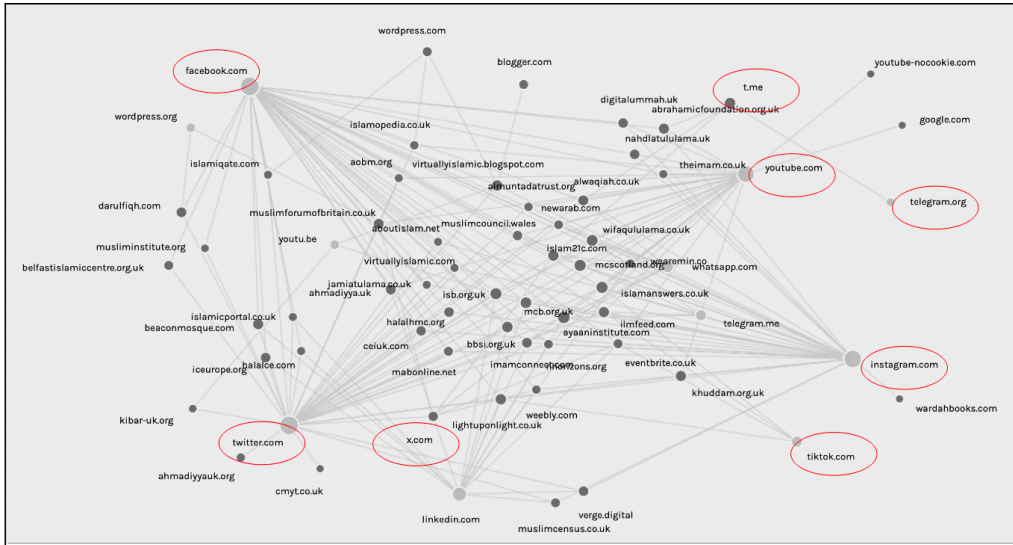 wordpress.com
facebook.com
blogger.com
youtube-nocookie.com
t.me
digitalummah.uk
abrahamicfoundation.org.uk
wordpress.org
google.com
islamopedia.co.uk
nahdlatululama.uk
islamiqate.com
aobm.org
virtuallyislamic.blogspot.com
theimam.co.uk
youtube.com
almuntadatrust.org
alwaqiah.co.uk
darulfiqh.com
muslimforumofbritain.co.uk
newarab.com
telegram.org
aboutislam.net
muslimcouncil.wales
wifaqululama.co.uk
musliminstitute.org
youtu.be
islam21c.com
belfastislamiccentre.org.uk
virtuallyislamic.com
mcscotland.org
wearemin.co
whatsapp.com
jamiatulama.co.uk
ahmadiyya.uk
isb.org.uk
islamanswers.co.uk
islamicportal.co.uk
beaconmosque.com
halalhmc.org
mcb.org.uk
ilmfeed.com
telegram.me
ayaaninstitute.com
ceiuk.com
bbsi.org.uk
iceurope.org
halalce.com
mabonline.net
imamconnect.com
nhorizons.org
eventbrite.co.uk
instagram.com
khuddam.org.uk
wardahbooks.com
kibar-uk.org
weebly.com
lightuponlight.co.uk
twitter.com
x.com
tiktok.com
ahmadiyyauk.org
cmyt.co.uk
linkedin.com
verge.digital
muslimcensus.co.uk